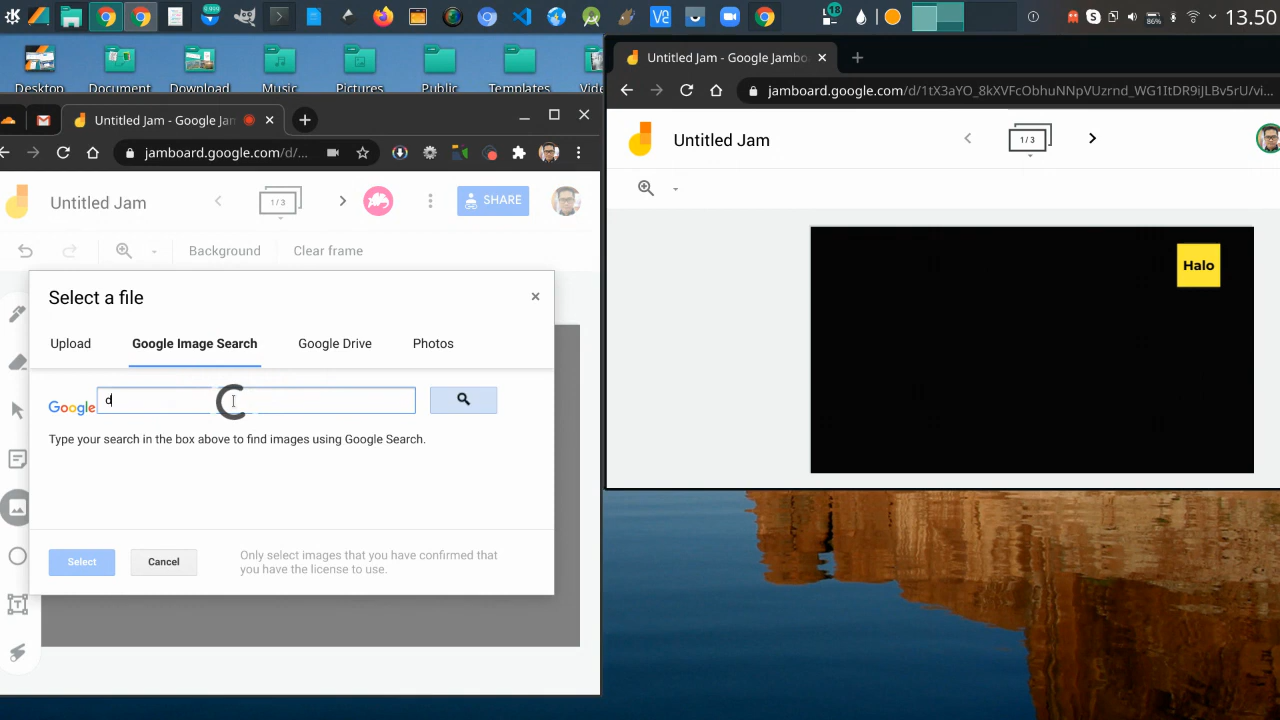 18
86%
13.50
Desktop
Document
Download
Music
Pictures
Public
Templates
Untitled Jam - Google Jam
jamboard.google.com/d/...
Untitled Jam
1 / 3
SHARE
Background
Clear frame
Select a file
Upload
Google Image Search
Google Drive
Photos
Google
d
Type your search in the box above to find images using Google Search.
Select
Cancel
Only select images that you have confirmed that
you have the license to use.
Untitled Jam - Google Jambo
jamboard.google.com/d/1tX3aYO_8kXVFcObhuNNpVUzrnd_WG1ItDR9iJLBv5rU/vi...
Untitled Jam
1 / 3
Halo